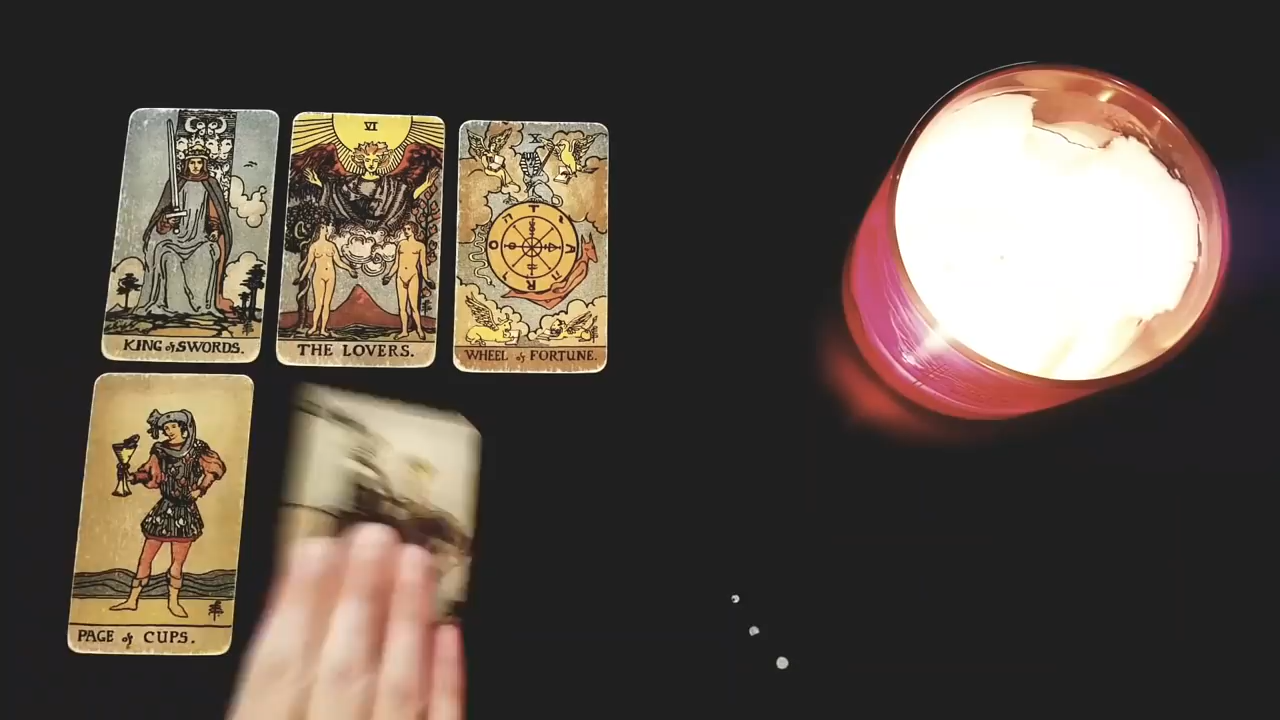 KING of SWORDS.
VI
THE LOVERS.
X
WHEEL of FORTUNE.
PAGE of CUPS.